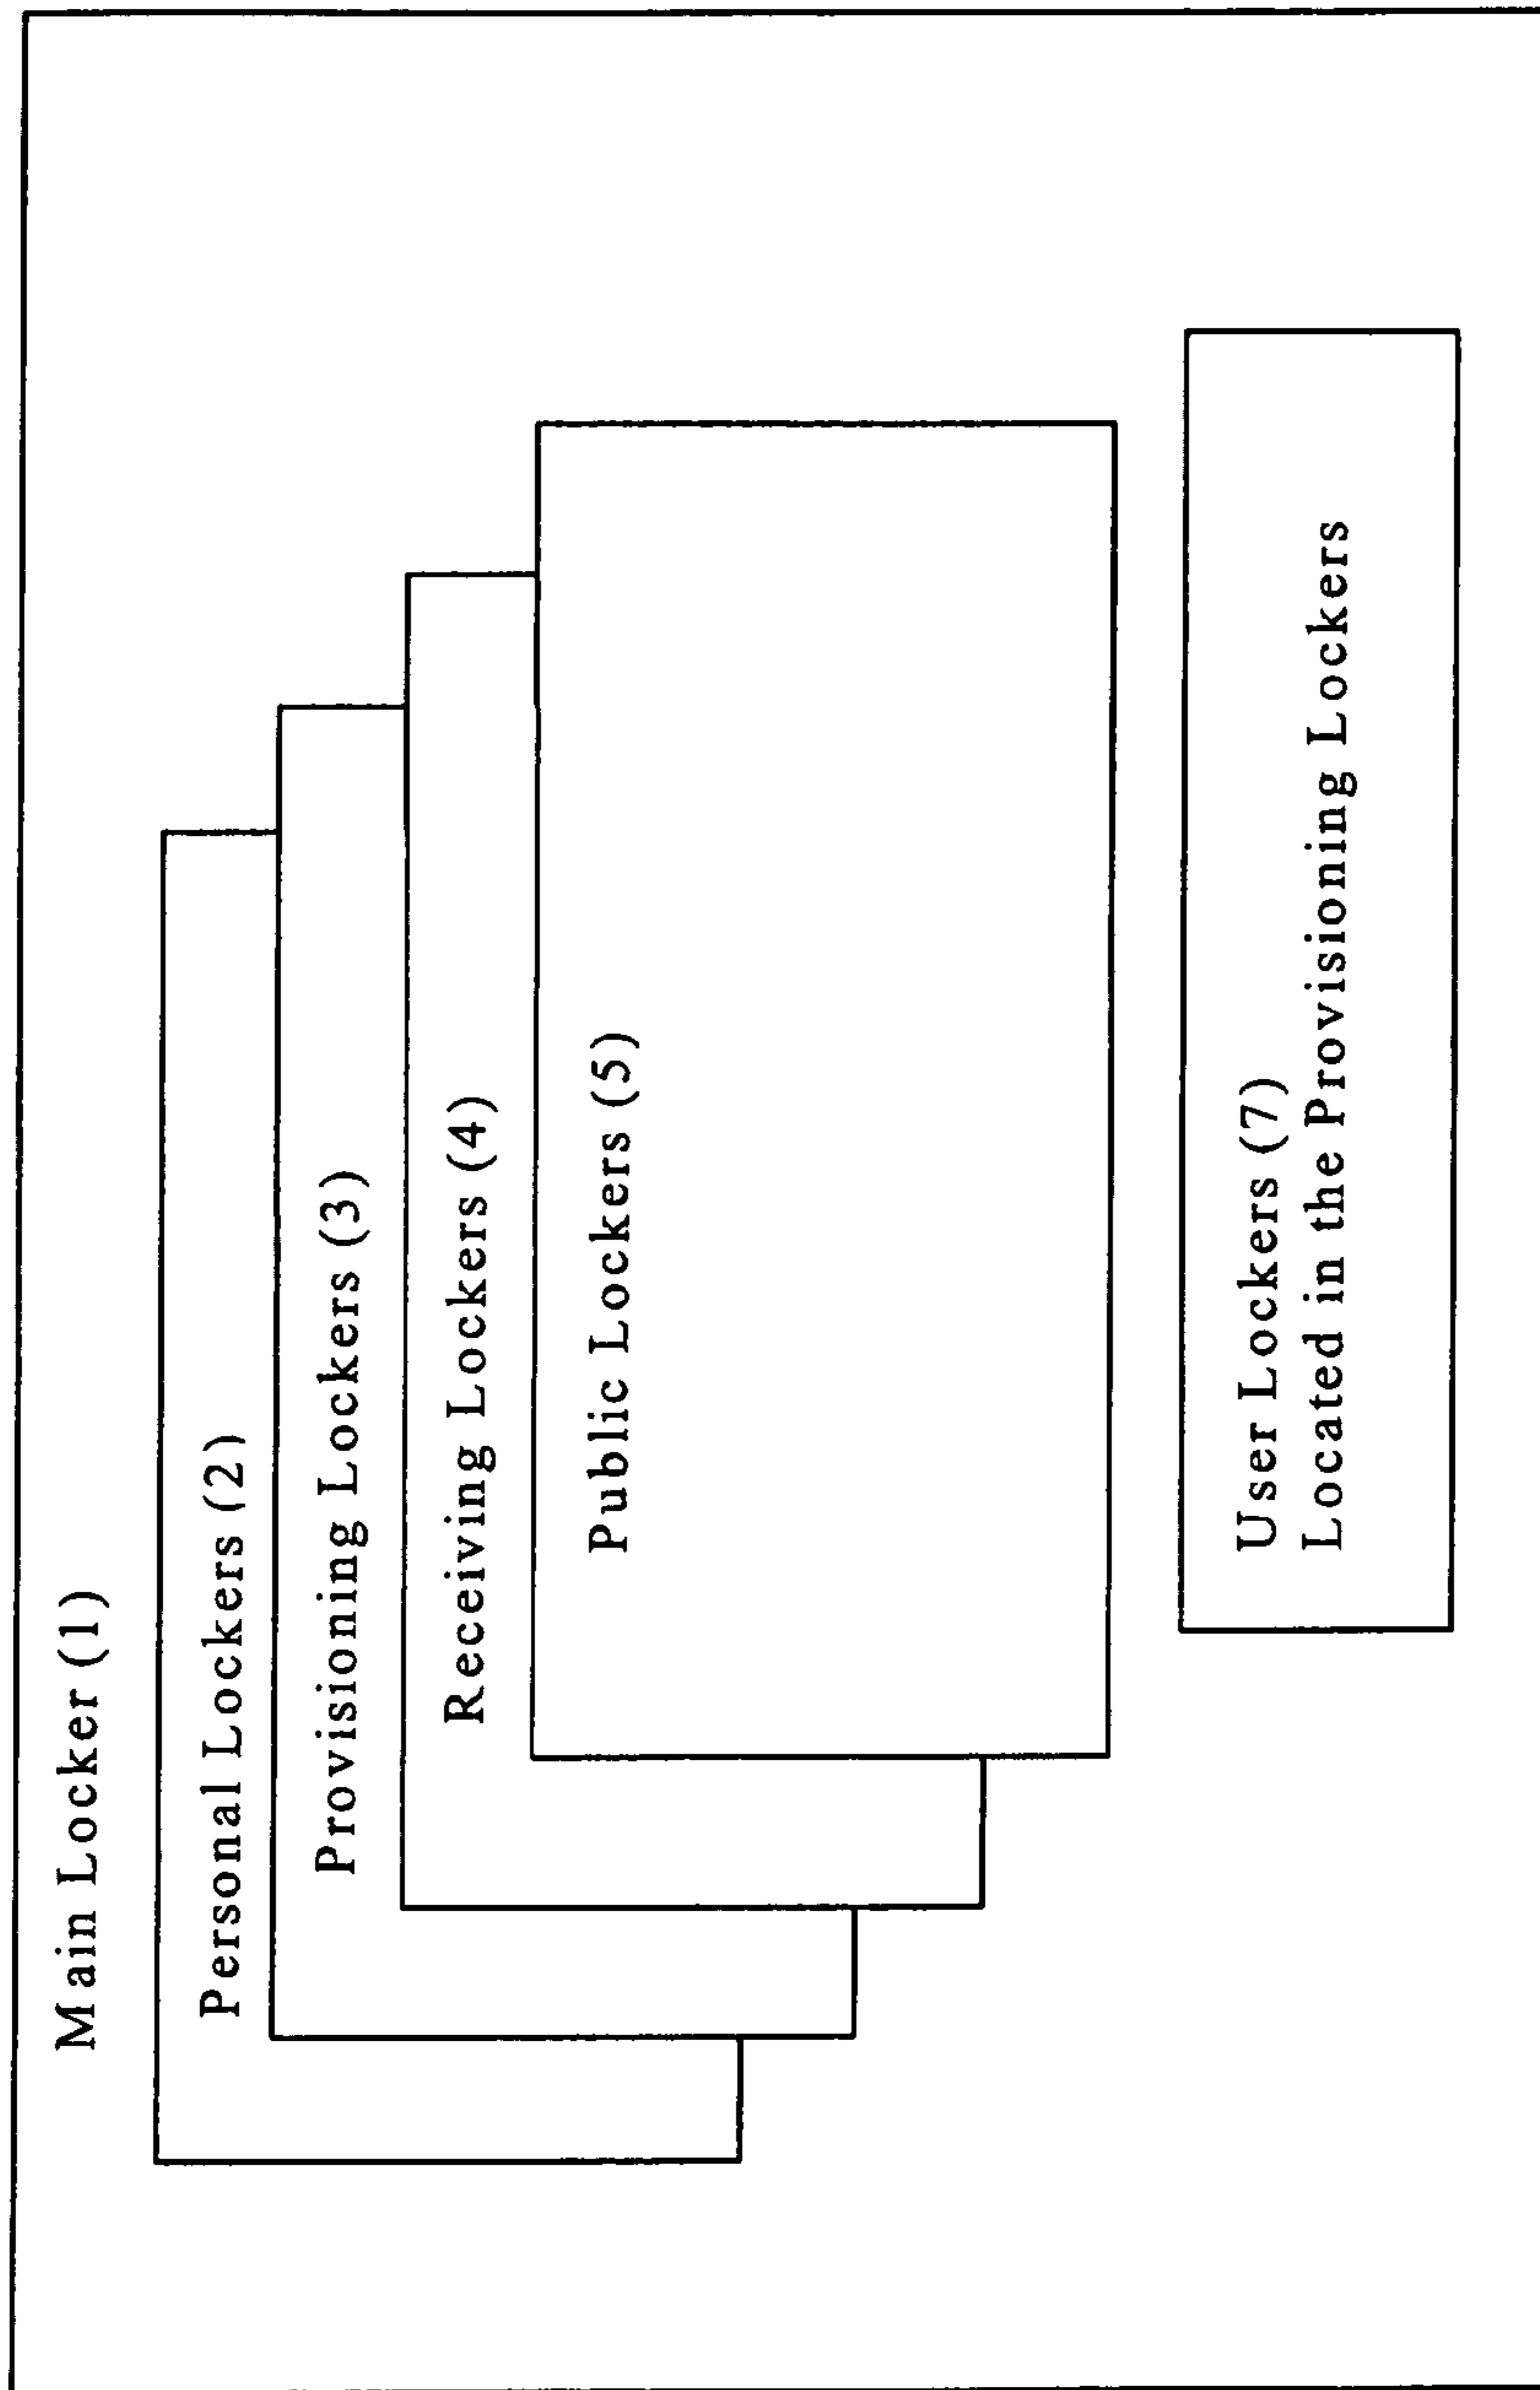 Main Locker (1)
Personal Lockers (2)
Provisioning Lockers (3)
Receiving Lockers (4)
Public Lockers (5)
User Lockers (7)
Located in the Provisioning Lockers